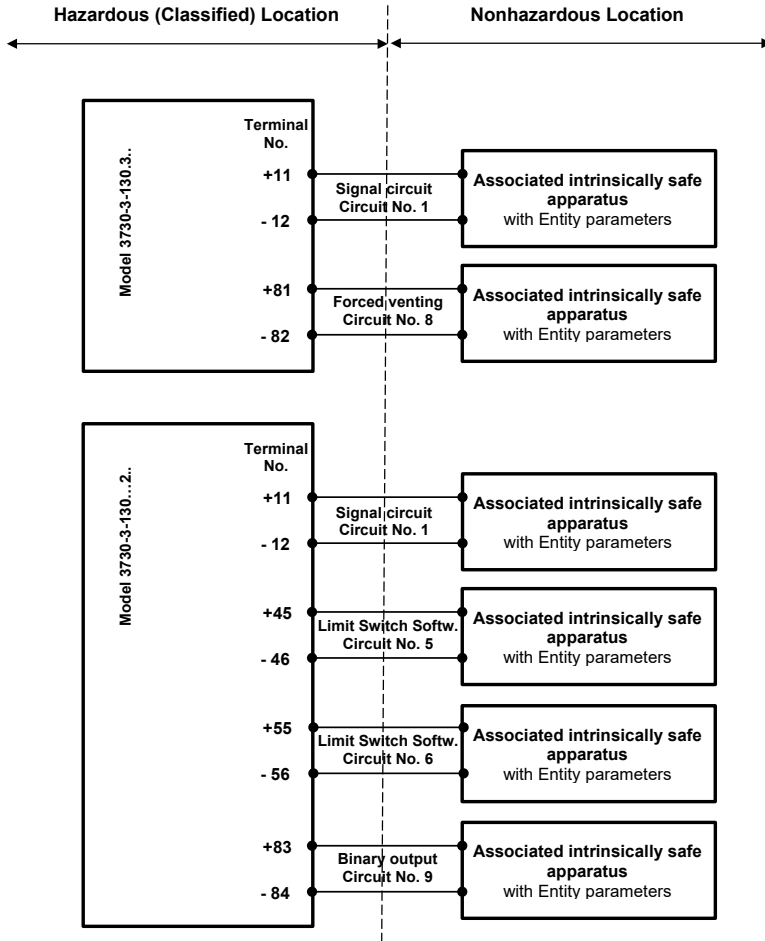 Hazardous (Classified) Location
Nonhazardous Location
Model 3730-3-130.3..
Terminal
No.
+11
- 12
Signal circuit
Circuit No. 1
Associated intrinsically safe
apparatus
with Entity parameters
+81
- 82
Forced venting
Circuit No. 8
Associated intrinsically safe
apparatus
with Entity parameters
Model 3730-3-130...2..
Terminal
No.
+11
- 12
Signal circuit
Circuit No. 1
Associated intrinsically safe
apparatus
with Entity parameters
+45
- 46
Limit Switch Softw.
Circuit No. 5
Associated intrinsically safe
apparatus
with Entity parameters
+55
- 56
Limit Switch Softw.
Circuit No. 6
Associated intrinsically safe
apparatus
with Entity parameters
+83
- 84
Binary output
Circuit No. 9
Associated intrinsically safe
apparatus
with Entity parameters